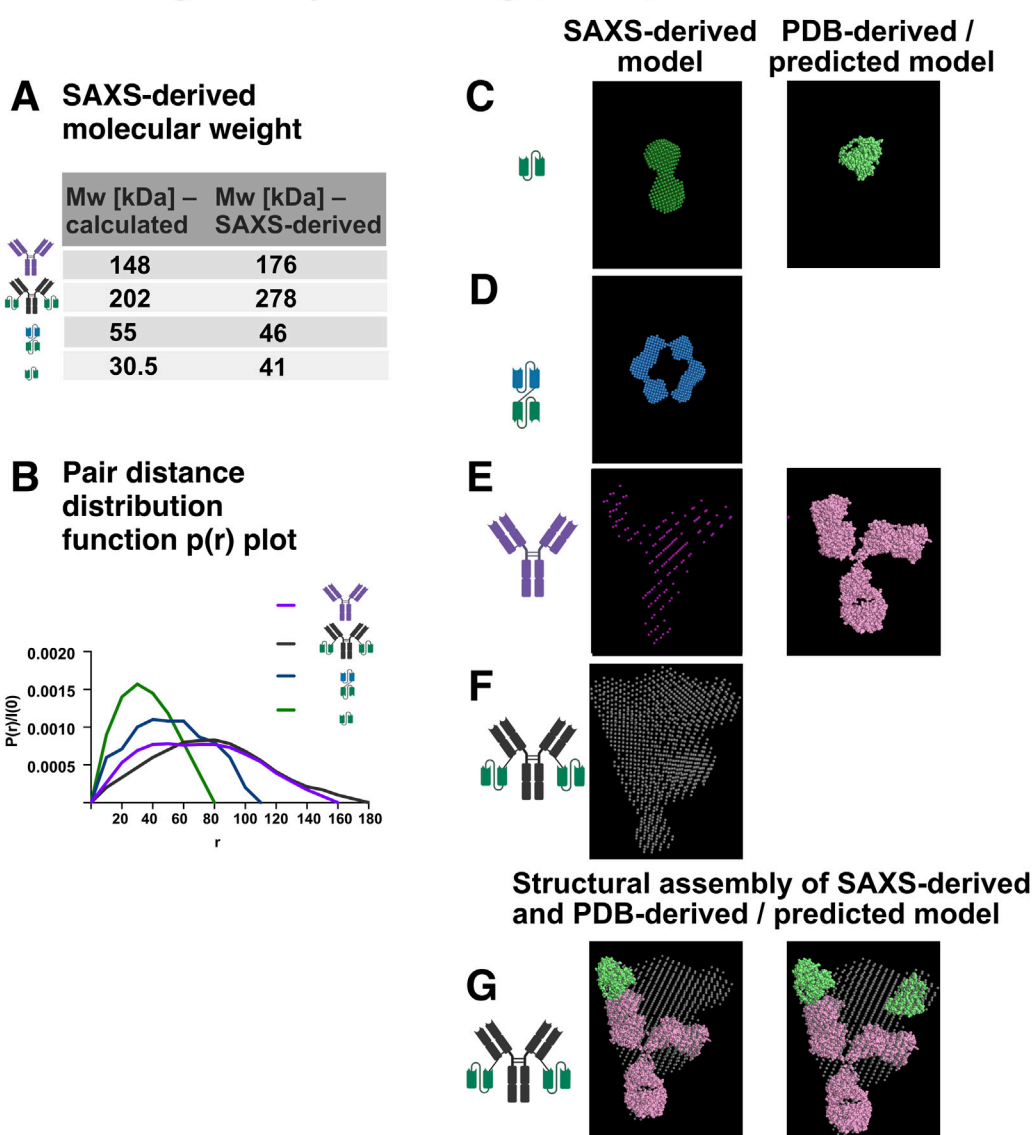 A SAXS-derived
molecular weight
Mw [kDa] – Mw [kDa] –
calculated SAXS-derived
148 176
202 278
55 46
30.5 41
B Pair distance
distribution
function p(r) plot
0.0020
0.0015
0.0010
0.0005
P(r)/I(0)
20 40 60 80 100 120 140 160 180
r
SAXS-derived PDB-derived /
model predicted model
C
D
E
F
Structural assembly of SAXS-derived
and PDB-derived / predicted model
G